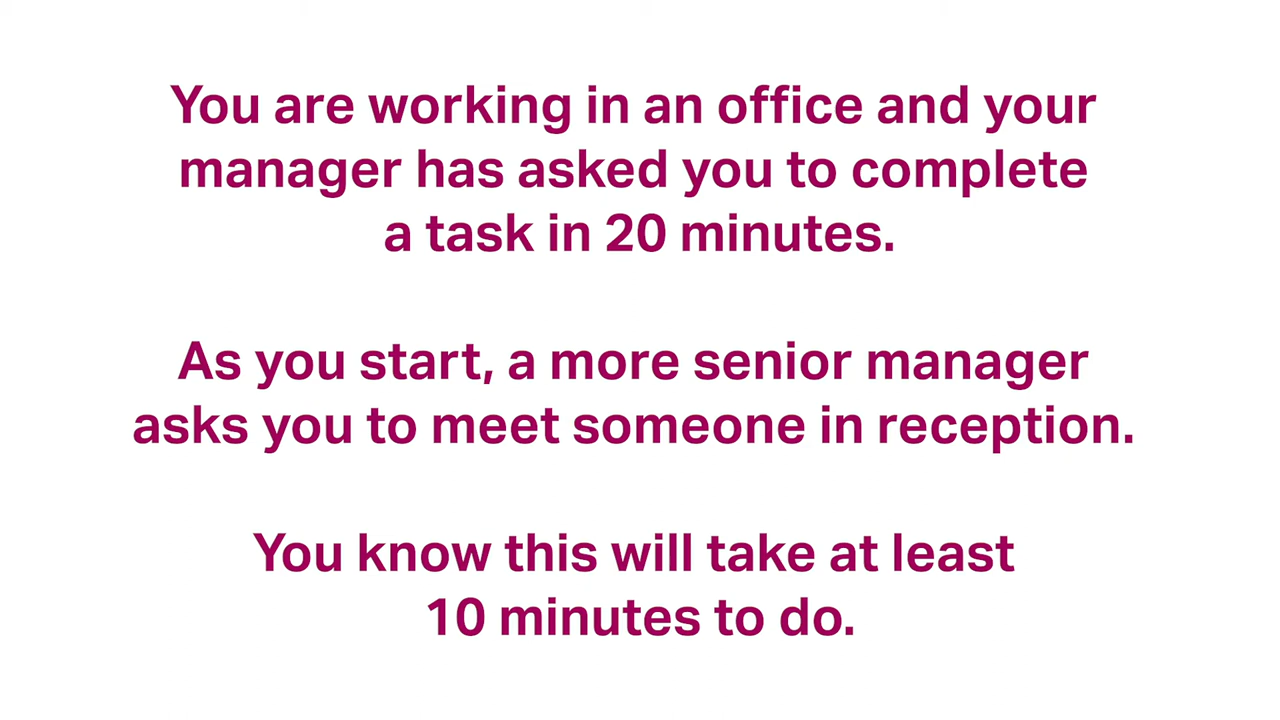 You are working in an office and your
manager has asked you to complete
a task in 20 minutes.
As you start, a more senior manager
asks you to meet someone in reception.
You know this will take at least
10 minutes to do.